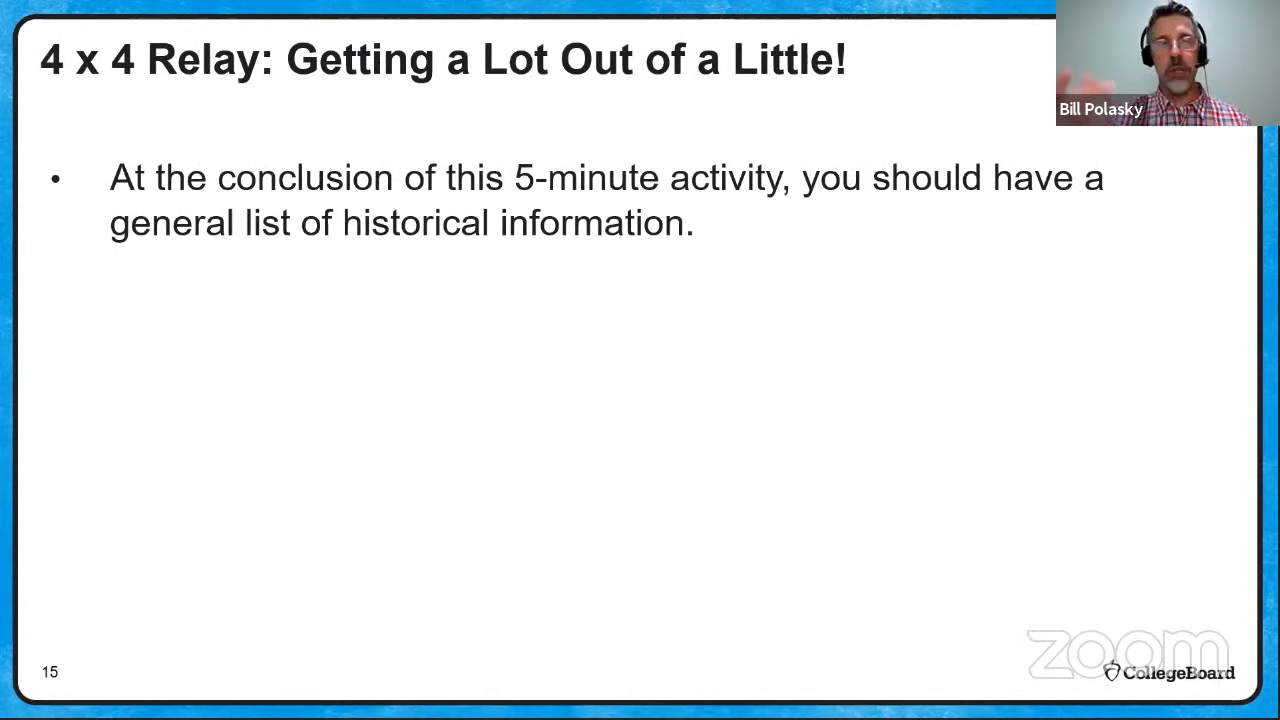 4 x 4 Relay: Getting a Lot Out of a Little!
Bill Polasky
• At the conclusion of this 5-minute activity, you should have a
general list of historical information.
15
zoom
CollegeBoard